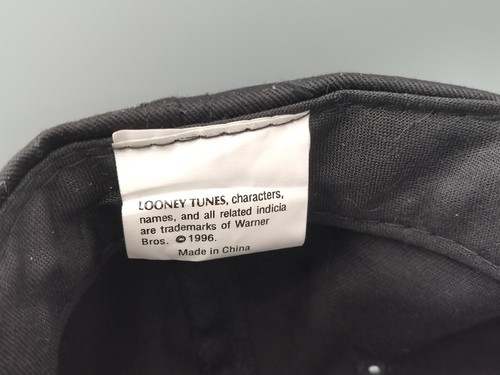 LOONEY TUNES, characters,
names, and all related indicia
are trademarks of Warner
Bros. ©1996.
Made in China